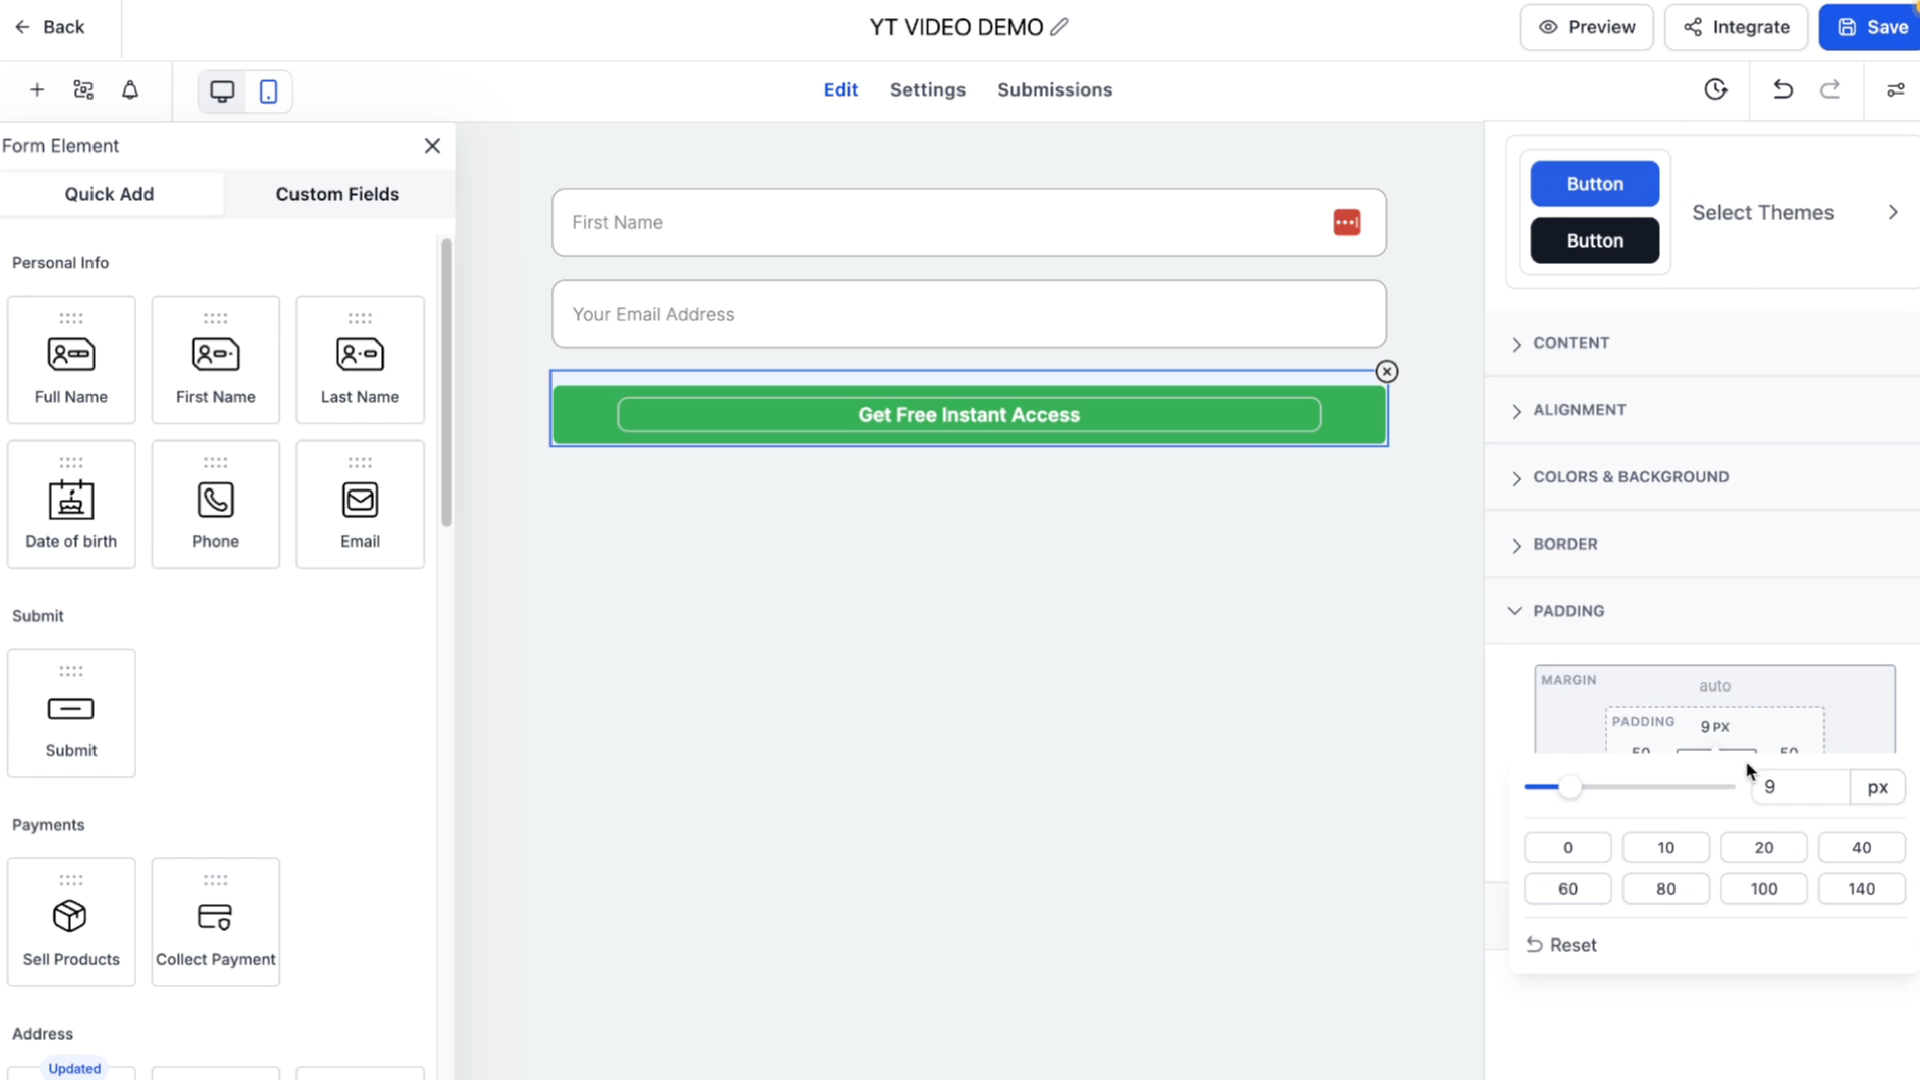 Back
YT VIDEO DEMO
Preview
Integrate
Save
Edit
Settings
Submissions
Form Element
Quick Add
Custom Fields
Personal Info
Full Name
First Name
Last Name
Date of birth
Phone
Email
Submit
Submit
Payments
Sell Products
Collect Payment
Address
Updated
First Name
Your Email Address
Get Free Instant Access
Button
Button
Select Themes
CONTENT
ALIGNMENT
COLORS & BACKGROUND
BORDER
PADDING
MARGIN
auto
PADDING
9 PX
50
50
9
px
0
10
20
40
60
80
100
140
Reset